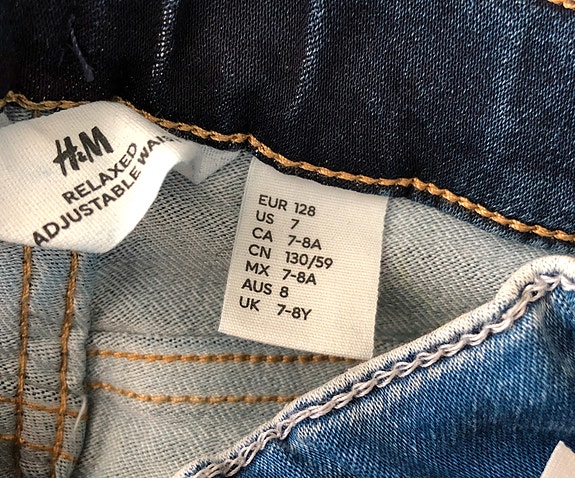 H&M
RELAXED
ADJUSTABLE WAI
EUR 128
US 7
CA 7-8A
CN 130/59
MX 7-8A
AUS 8
UK 7-8Y